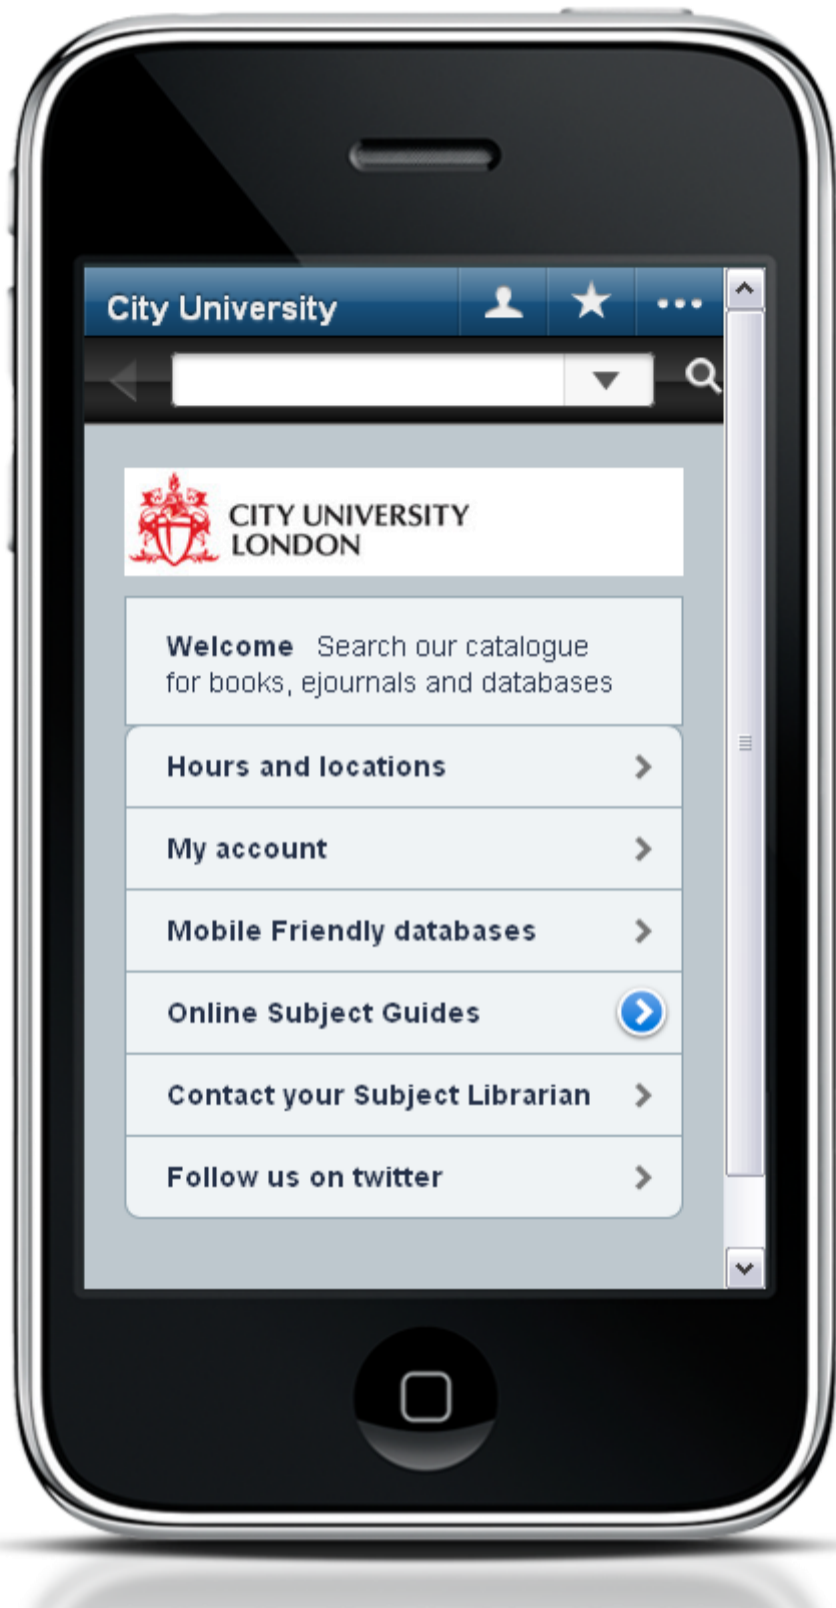 City University
CITY UNIVERSITY
LONDON
Welcome Search our catalogue
for books, ejournals and databases
Hours and locations
My account
Mobile Friendly databases
Online Subject Guides
Contact your Subject Librarian
Follow us on twitter